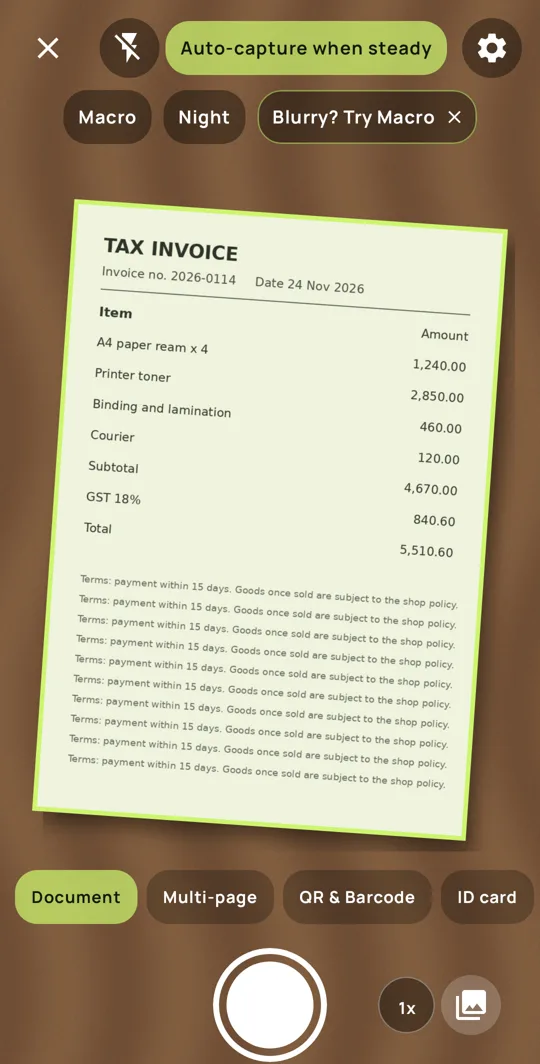 Auto-capture when steady
Macro
Night
Blurry? Try Macro
TAX INVOICE
Invoice no. 2026-0114 Date 24 Nov 2026
Item Amount
A4 paper ream x 4 1,240.00
Printer toner 2,850.00
Binding and lamination 460.00
Courier 120.00
Subtotal 4,670.00
GST 18% 840.60
Total 5,510.60
Terms: payment within 15 days. Goods once sold are subject to the shop policy.
Terms: payment within 15 days. Goods once sold are subject to the shop policy.
Terms: payment within 15 days. Goods once sold are subject to the shop policy.
Terms: payment within 15 days. Goods once sold are subject to the shop policy.
Terms: payment within 15 days. Goods once sold are subject to the shop policy.
Terms: payment within 15 days. Goods once sold are subject to the shop policy.
Terms: payment within 15 days. Goods once sold are subject to the shop policy.
Terms: payment within 15 days. Goods once sold are subject to the shop policy.
Terms: payment within 15 days. Goods once sold are subject to the shop policy.
Terms: payment within 15 days. Goods once sold are subject to the shop policy.
Document
Multi-page
QR & Barcode
ID card
1x